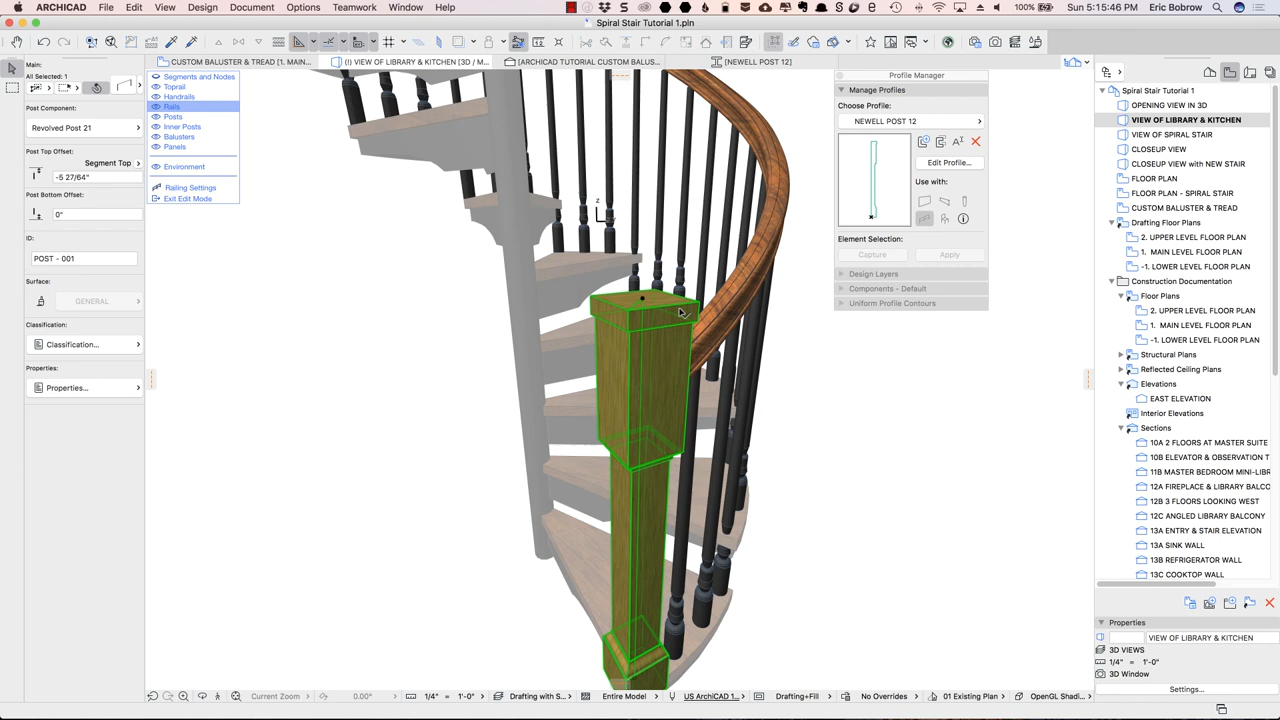 ARCHICAD File Edit View Design Document Options Teamwork Window Help 100% Sun 5:15:46 PM Eric Bobrow
Spiral Stair Tutorial 1.pln
CUSTOM BALUSTER & TREAD [1. MAIN... (!) VIEW OF LIBRARY & KITCHEN [3D / M... [ARCHICAD TUTORIAL CUSTOM BALUS... [NEWELL POST 12]
Main:
All Selected: 1
Post Component:
Revolved Post 21
Post Top Offset:
Segment Top
-5 27/64"
Post Bottom Offset:
0"
ID:
POST - 001
Surface:
GENERAL
Classification:
Classification...
Properties:
Properties...
Segments and Nodes
Toprail
Handrails
Rails
Posts
Inner Posts
Balusters
Panels
Environment
Railing Settings
Exit Edit Mode
z
Profile Manager
Manage Profiles
Choose Profile:
NEWELL POST 12
Edit Profile...
Use with:
Element Selection:
Capture Apply
Design Layers
Components - Default
Uniform Profile Contours
Spiral Stair Tutorial 1
OPENING VIEW IN 3D
VIEW OF LIBRARY & KITCHEN
VIEW OF SPIRAL STAIR
CLOSEUP VIEW
CLOSEUP VIEW with NEW STAIR
FLOOR PLAN
FLOOR PLAN - SPIRAL STAIR
CUSTOM BALUSTER & TREAD
Drafting Floor Plans
2. UPPER LEVEL FLOOR PLAN
1. MAIN LEVEL FLOOR PLAN
-1. LOWER LEVEL FLOOR PLAN
Construction Documentation
Floor Plans
2. UPPER LEVEL FLOOR PLAN
1. MAIN LEVEL FLOOR PLAN
-1. LOWER LEVEL FLOOR PLAN
Structural Plans
Reflected Ceiling Plans
Elevations
EAST ELEVATION
Interior Elevations
Sections
10A 2 FLOORS AT MASTER SUITE
10B ELEVATOR & OBSERVATION T
11B MASTER BEDROOM MINI-LIBR
12A FIREPLACE & LIBRARY BALCO
12B 3 FLOORS LOOKING WEST
12C ANGLED LIBRARY BALCONY
13A ENTRY & STAIR ELEVATION
13A SINK WALL
13B REFRIGERATOR WALL
13C COOKTOP WALL
Properties
VIEW OF LIBRARY & KITCHEN
3D VIEWS
1/4" = 1'-0"
3D Window
Settings...
Current Zoom 0.00° 1/4" = 1'-0" Drafting with S... Entire Model US ArchiCAD 1... Drafting+Fill No Overrides 01 Existing Plan OpenGL Shadi...